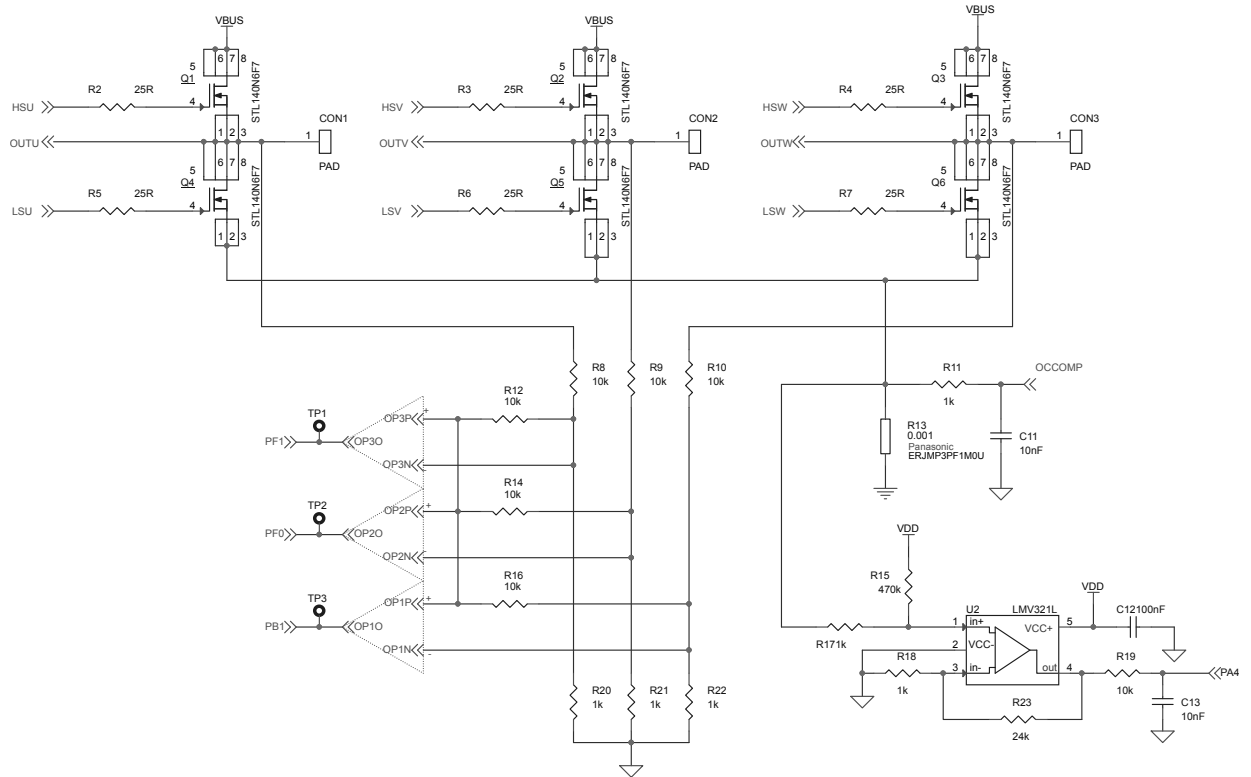 VBUS
VBUS
VBUS
5 6 7 8
Q1
STL140N6F7
R2 25R
HSU
4
1 2 3
OUTU
1
CON1
PAD
5 6 7 8
Q4
STL140N6F7
R5 25R
LSU
4
1 2 3
5 6 7 8
Q2
STL140N6F7
R3 25R
HSV
4
1 2 3
OUTV
1
CON2
PAD
5 6 7 8
Q5
STL140N6F7
R6 25R
LSV
4
1 2 3
5 6 7 8
Q3
STL140N6F7
R4 25R
HSW
4
1 2 3
OUTW
1
CON3
PAD
5 6 7 8
Q6
STL140N6F7
R7 25R
LSW
4
1 2 3
R8
10k
R9
10k
R10
10k
R12
10k
TP1
PF1
OP3O
OP3P
+
OP3N
-
R14
10k
TP2
PF0
OP2O
OP2P
+
OP2N
R16
10k
TP3
PB1
OP1O
OP1P
+
OP1N
-
R20
1k
R21
1k
R22
1k
R11
1k
OCCOMP
R13
0.001
Panasonic
ERJMP3PF1M0U
C11
10nF
VDD
R15
470k
VDD
U2 LMV321L
1 in+
VCC+ 5
C12100nF
R171k
2 VCC-
R18
1k
3 in-
out 4
R19
10k
PA4
R23
24k
C13
10nF